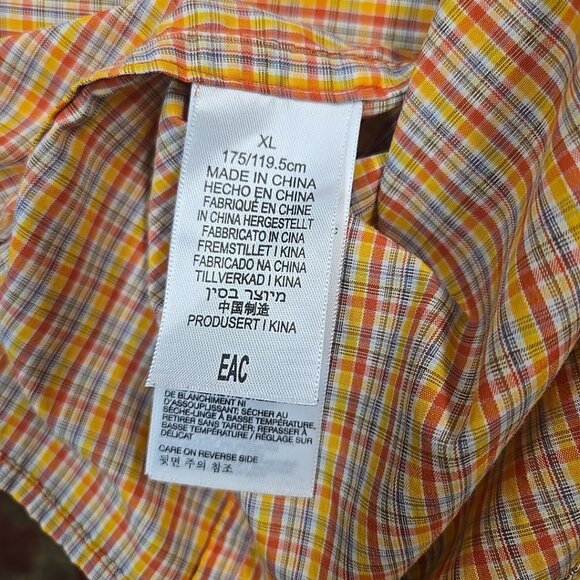 XL
175/119.5cm
MADE IN CHINA
HECHO EN CHINA
FABRIQUÉ EN CHINE
IN CHINA HERGESTELLT
FABBRICATO IN CINA
FREMSTILLET I KINA
FABRICADO NA CHINA
TILLVERKAD I KINA
מיוצר בסין
中国制造
PRODUSERT I KINA
EAC
DE BLANCHIMENT NI
D'ASSOUPLISSANT; SÉCHER AU
SÈCHE-LINGE À BASSE TEMPÉRATURE,
RETIRER SANS TARDER; REPASSER À
BASSE TEMPÉRATURE / RÉGLAGE SUR
DÉLICAT
CARE ON REVERSE SIDE
뒷면 주의 참조